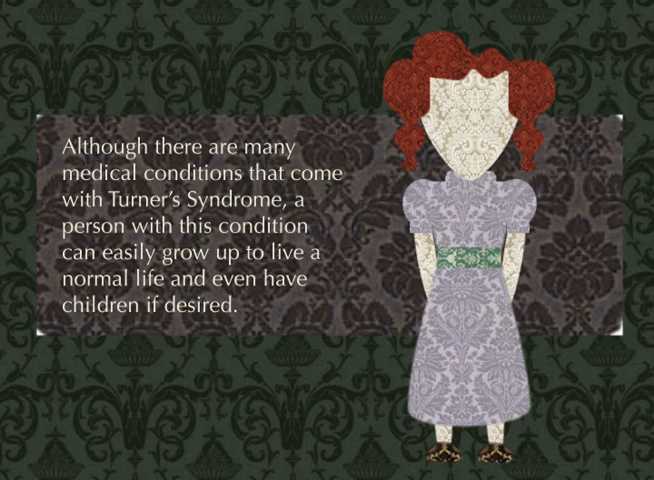 Although there are many
medical conditions that come
with Turner’s Syndrome, a
person with this condition
can easily grow up to live a
normal life and even have
children if desired.